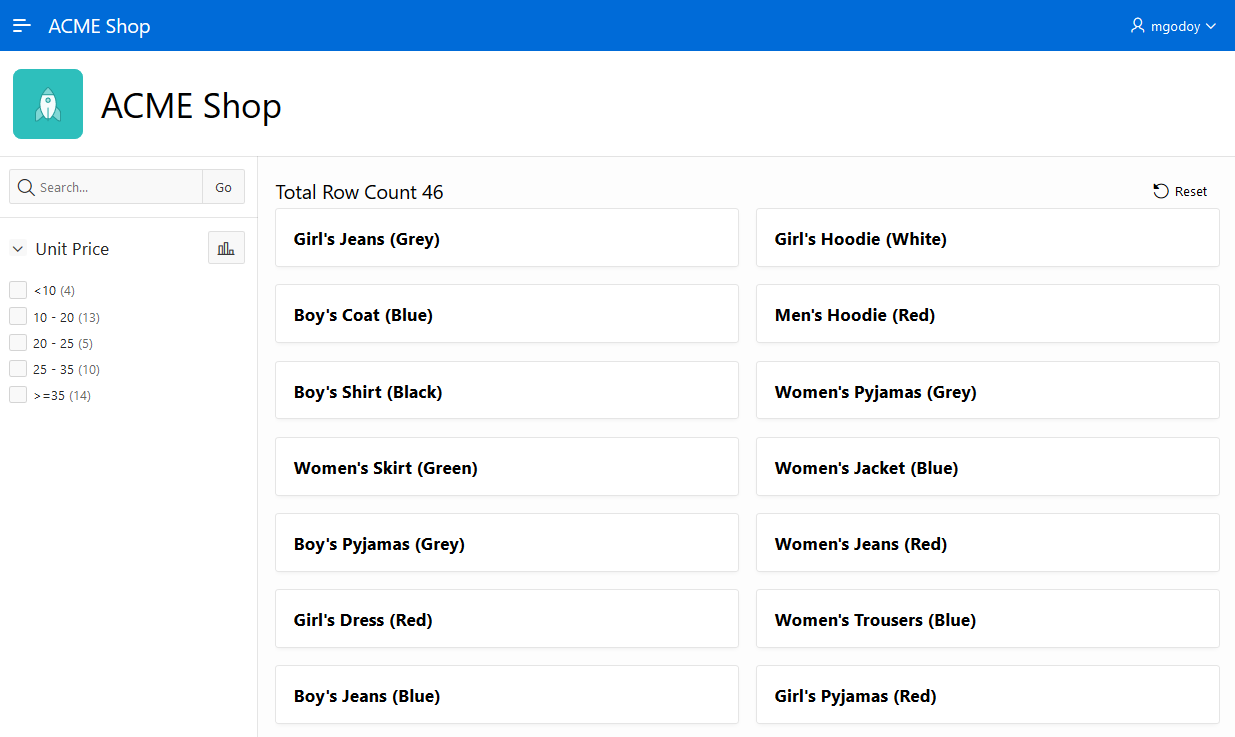 ACME Shop
mgodoy
ACME Shop
Search...
Go
Unit Price
<10 (4)
10 - 20 (13)
20 - 25 (5)
25 - 35 (10)
>=35 (14)
Total Row Count 46
Reset
Girl's Jeans (Grey)
Girl's Hoodie (White)
Boy's Coat (Blue)
Men's Hoodie (Red)
Boy's Shirt (Black)
Women's Pyjamas (Grey)
Women's Skirt (Green)
Women's Jacket (Blue)
Boy's Pyjamas (Grey)
Women's Jeans (Red)
Girl's Dress (Red)
Women's Trousers (Blue)
Boy's Jeans (Blue)
Girl's Pyjamas (Red)